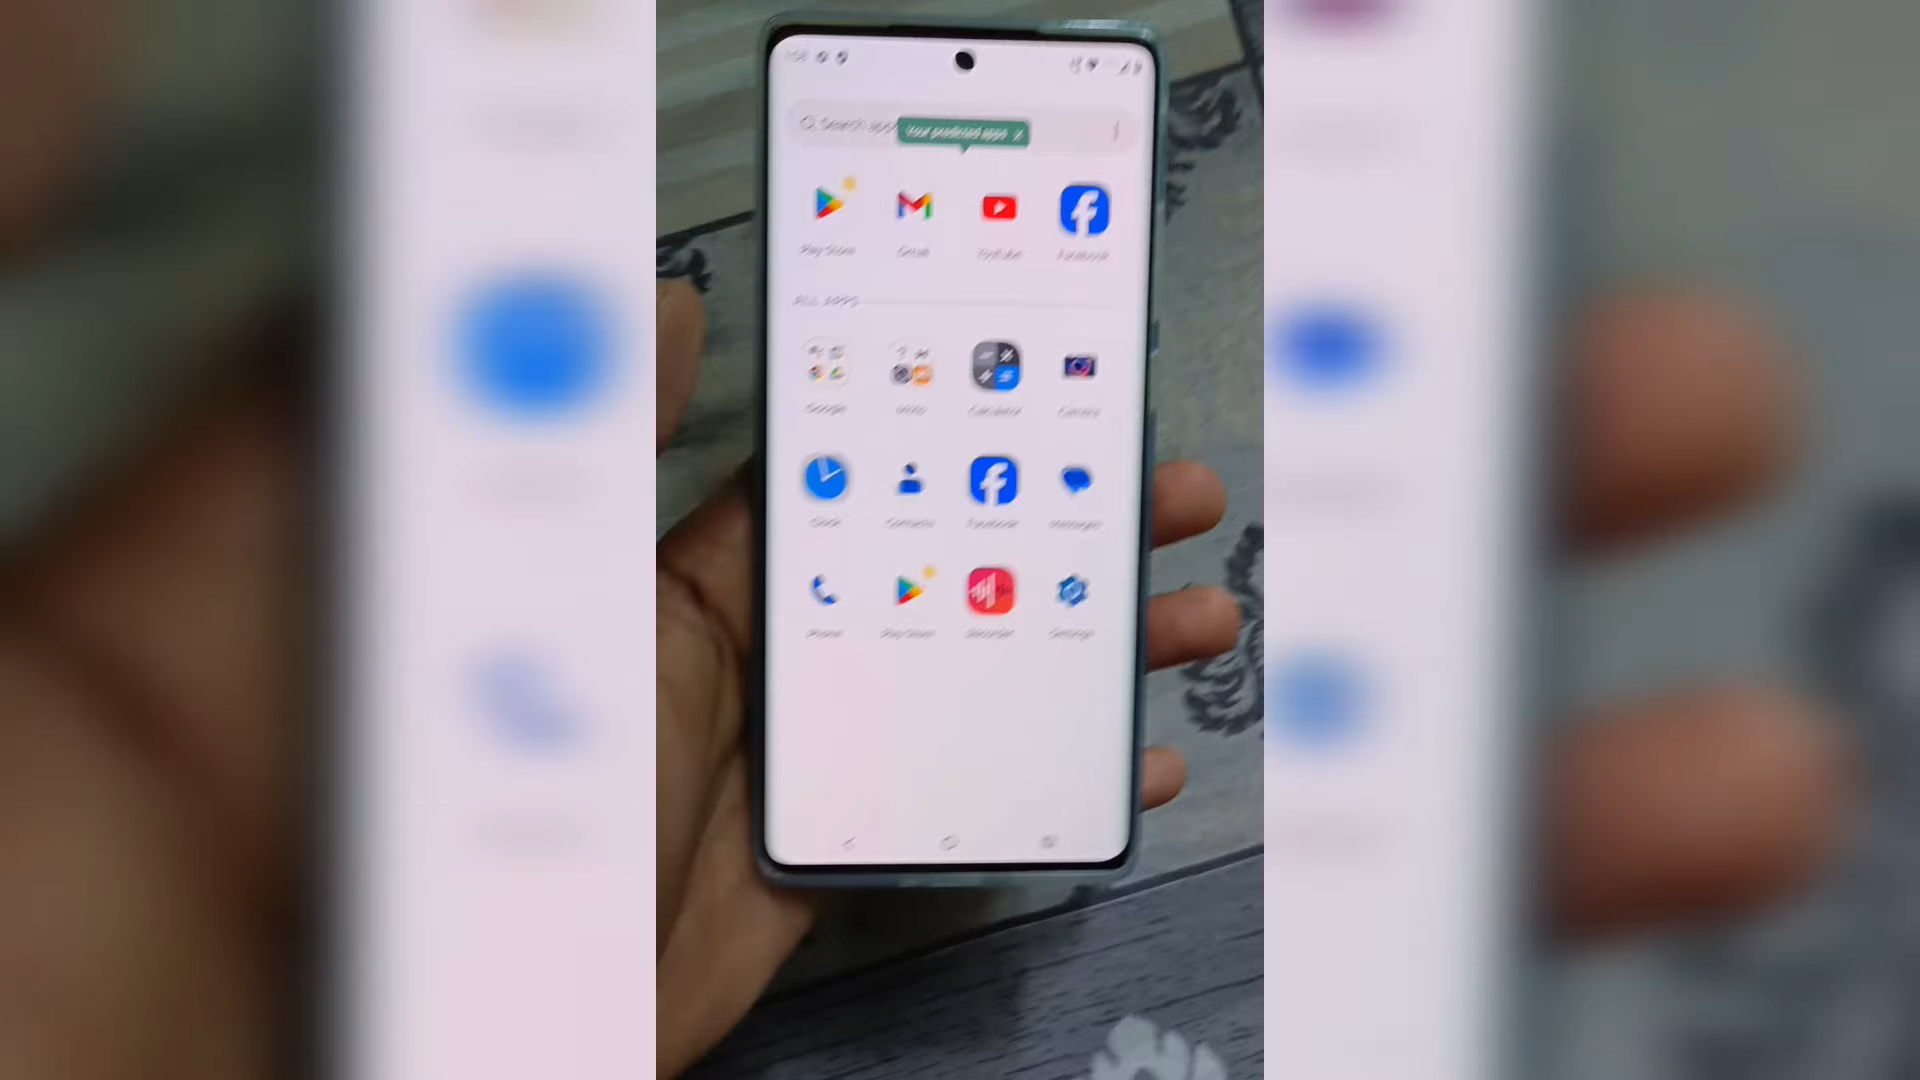 Search apps
Your predicted apps ×
Play Store Gmail YouTube Facebook
ALL APPS
Google Moto Calculator Camera
Clock Contacts Facebook Messages
Phone Play Store Recorder Settings